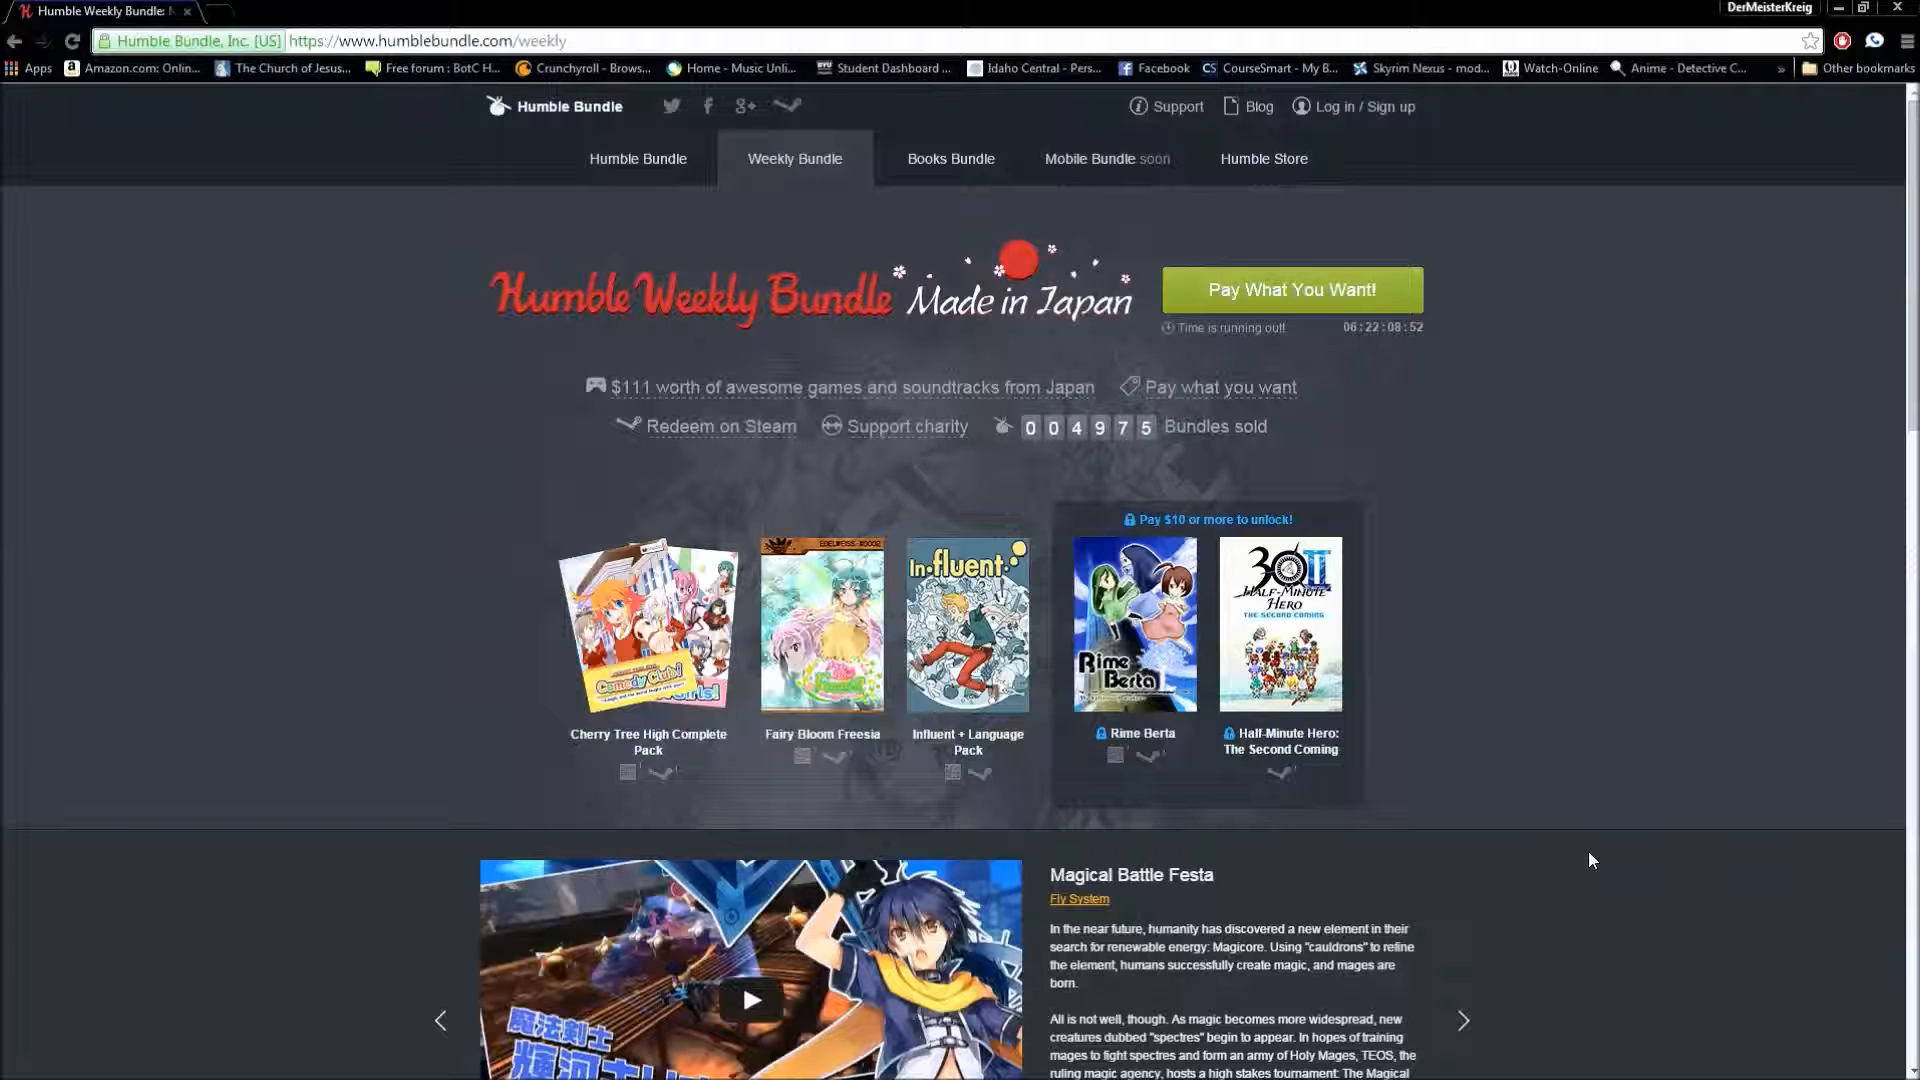 Humble Weekly Bundle:
DerMeisterKreig
Humble Bundle, Inc. [US] https://www.humblebundle.com/weekly
Apps Amazon.com: Onlin... The Church of Jesus... Free forum : BotC H... Crunchyroll - Brows... Home - Music Unli... Student Dashboard ... Idaho Central - Pers... Facebook CourseSmart - My B... Skyrim Nexus - mod... Watch-Online Anime - Detective C... » Other bookmarks
Humble Bundle
Support Blog Log in / Sign up
Humble Bundle Weekly Bundle Books Bundle Mobile Bundle soon Humble Store
Humble Weekly Bundle Made in Japan
Pay What You Want!
Time is running out! 06:22:08:52
$111 worth of awesome games and soundtracks from Japan Pay what you want
Redeem on Steam Support charity 004975 Bundles sold
Pay $10 or more to unlock!
Comedy Club!
In·fluent
Rime Berta
30 II
Half-Minute Hero
THE SECOND COMING
Cherry Tree High Complete Pack
Fairy Bloom Freesia
Influent + Language Pack
Rime Berta
Half-Minute Hero: The Second Coming
Magical Battle Festa
Fly System
In the near future, humanity has discovered a new element in their
search for renewable energy: Magicore. Using "cauldrons" to refine
the element, humans successfully create magic, and mages are
born.
All is not well, though. As magic becomes more widespread, new
creatures dubbed "spectres" begin to appear. In hopes of training
mages to fight spectres and form an army of Holy Mages, TEOS, the
ruling magic agency, hosts a high stakes tournament: The Magical
魔法剣士